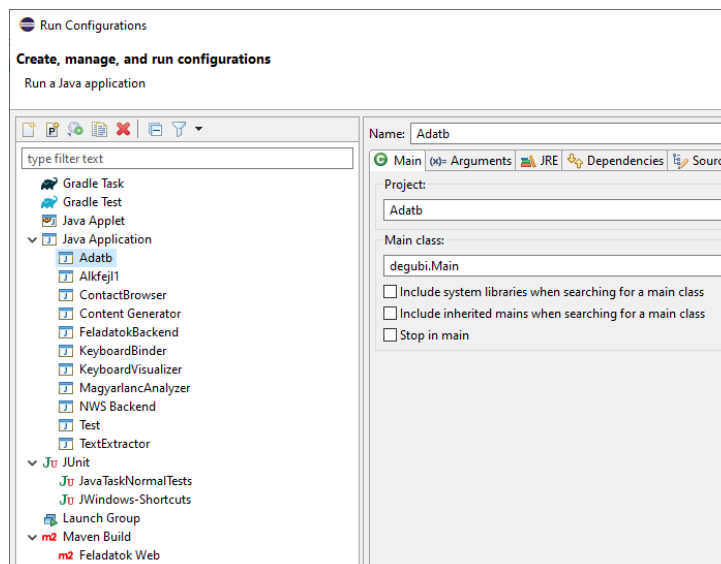 Run Configurations
Create, manage, and run configurations
Run a Java application
type filter text
Gradle Task
Gradle Test
Java Applet
Java Application
Adatb
Alkfejl1
ContactBrowser
Content Generator
FeladatokBackend
KeyboardBinder
KeyboardVisualizer
MagyarlancAnalyzer
NWS Backend
Test
TextExtractor
JUnit
JavaTaskNormalTests
JWindows-Shortcuts
Launch Group
Maven Build
Feladatok Web
Name: Adatb
Main (x)= Arguments JRE Dependencies Sourc
Project:
Adatb
Main class:
degubi.Main
Include system libraries when searching for a main class
Include inherited mains when searching for a main class
Stop in main